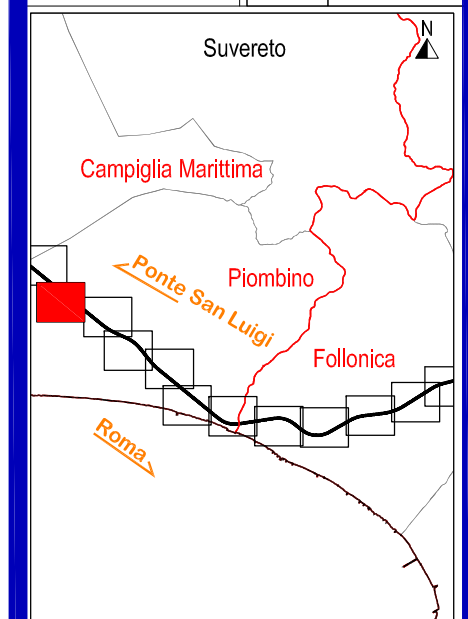 N
Suvereto
Campiglia Marittima
Ponte San Luigi
Piombino
Follonica
Roma